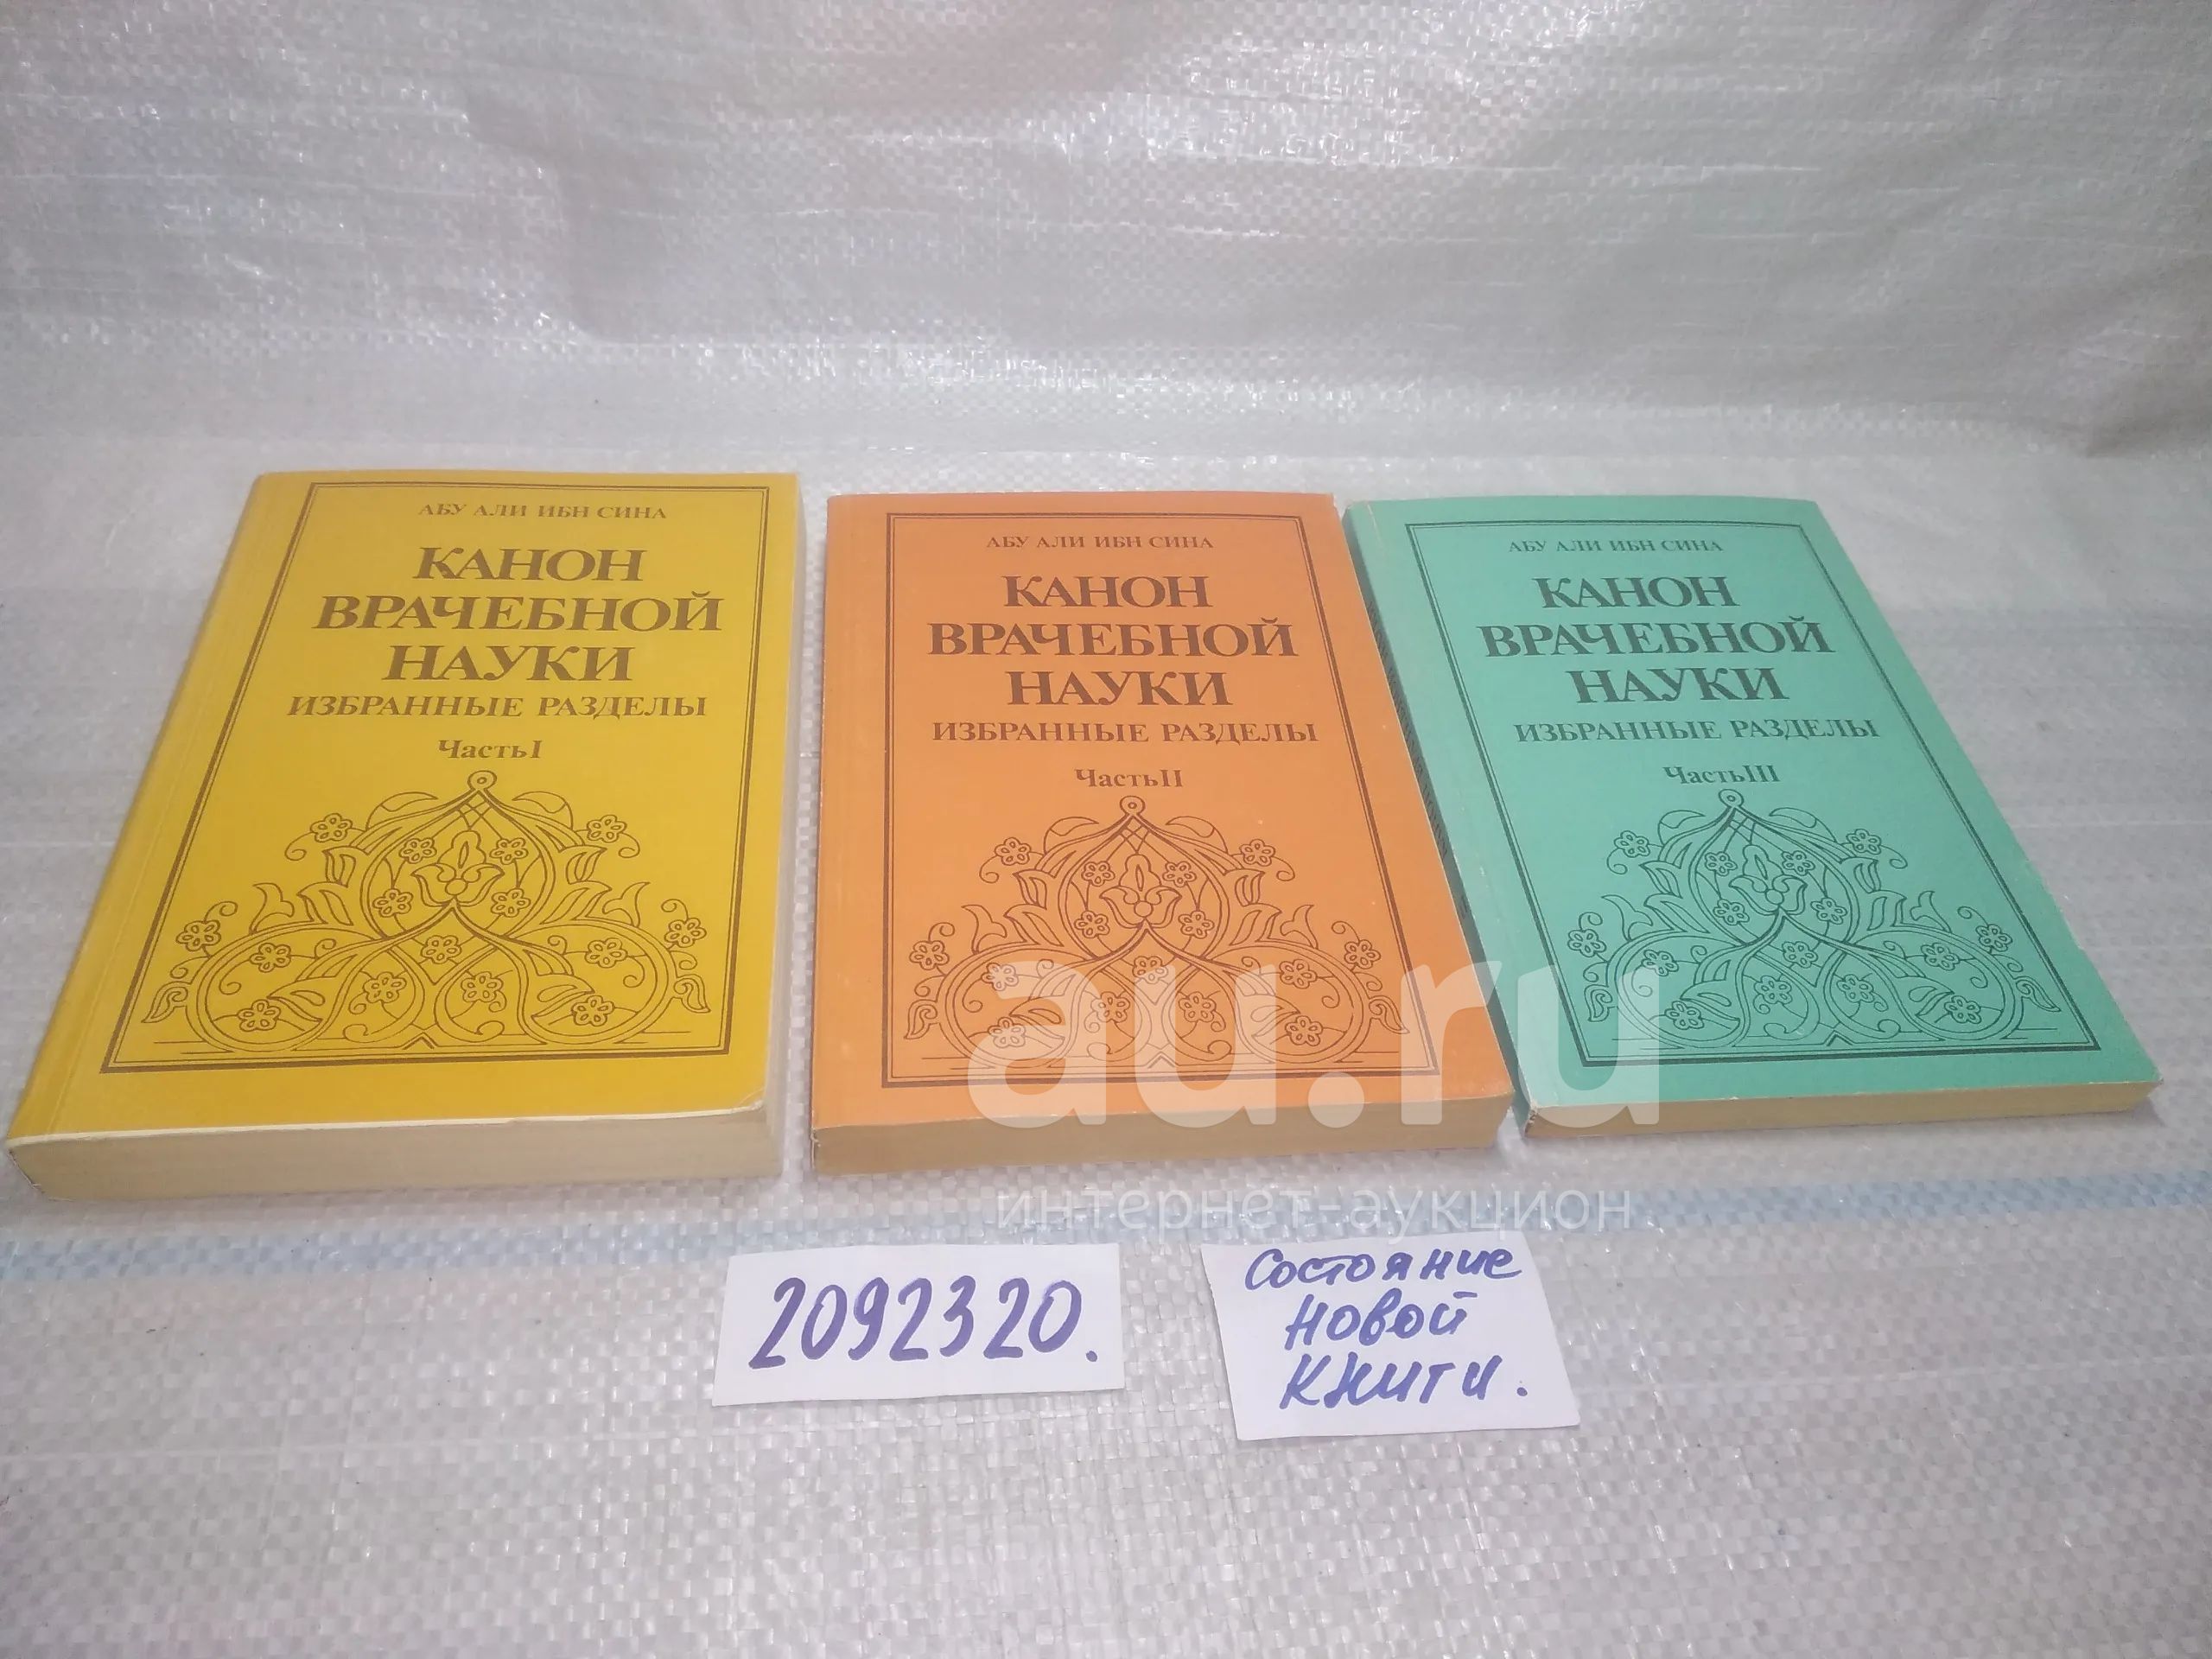 АБУ АЛИ ИБН СИНА
КАНОН
ВРАЧЕБНОЙ
НАУКИ
ИЗБРАННЫЕ РАЗДЕЛЫ
Часть I
АБУ АЛИ ИБН СИНА
КАНОН
ВРАЧЕБНОЙ
НАУКИ
ИЗБРАННЫЕ РАЗДЕЛЫ
Часть II
АБУ АЛИ ИБН СИНА
КАНОН
ВРАЧЕБНОЙ
НАУКИ
ИЗБРАННЫЕ РАЗДЕЛЫ
Часть III
au.ru
интернет-аукцион
2092320.
Состояние
новой
книги.